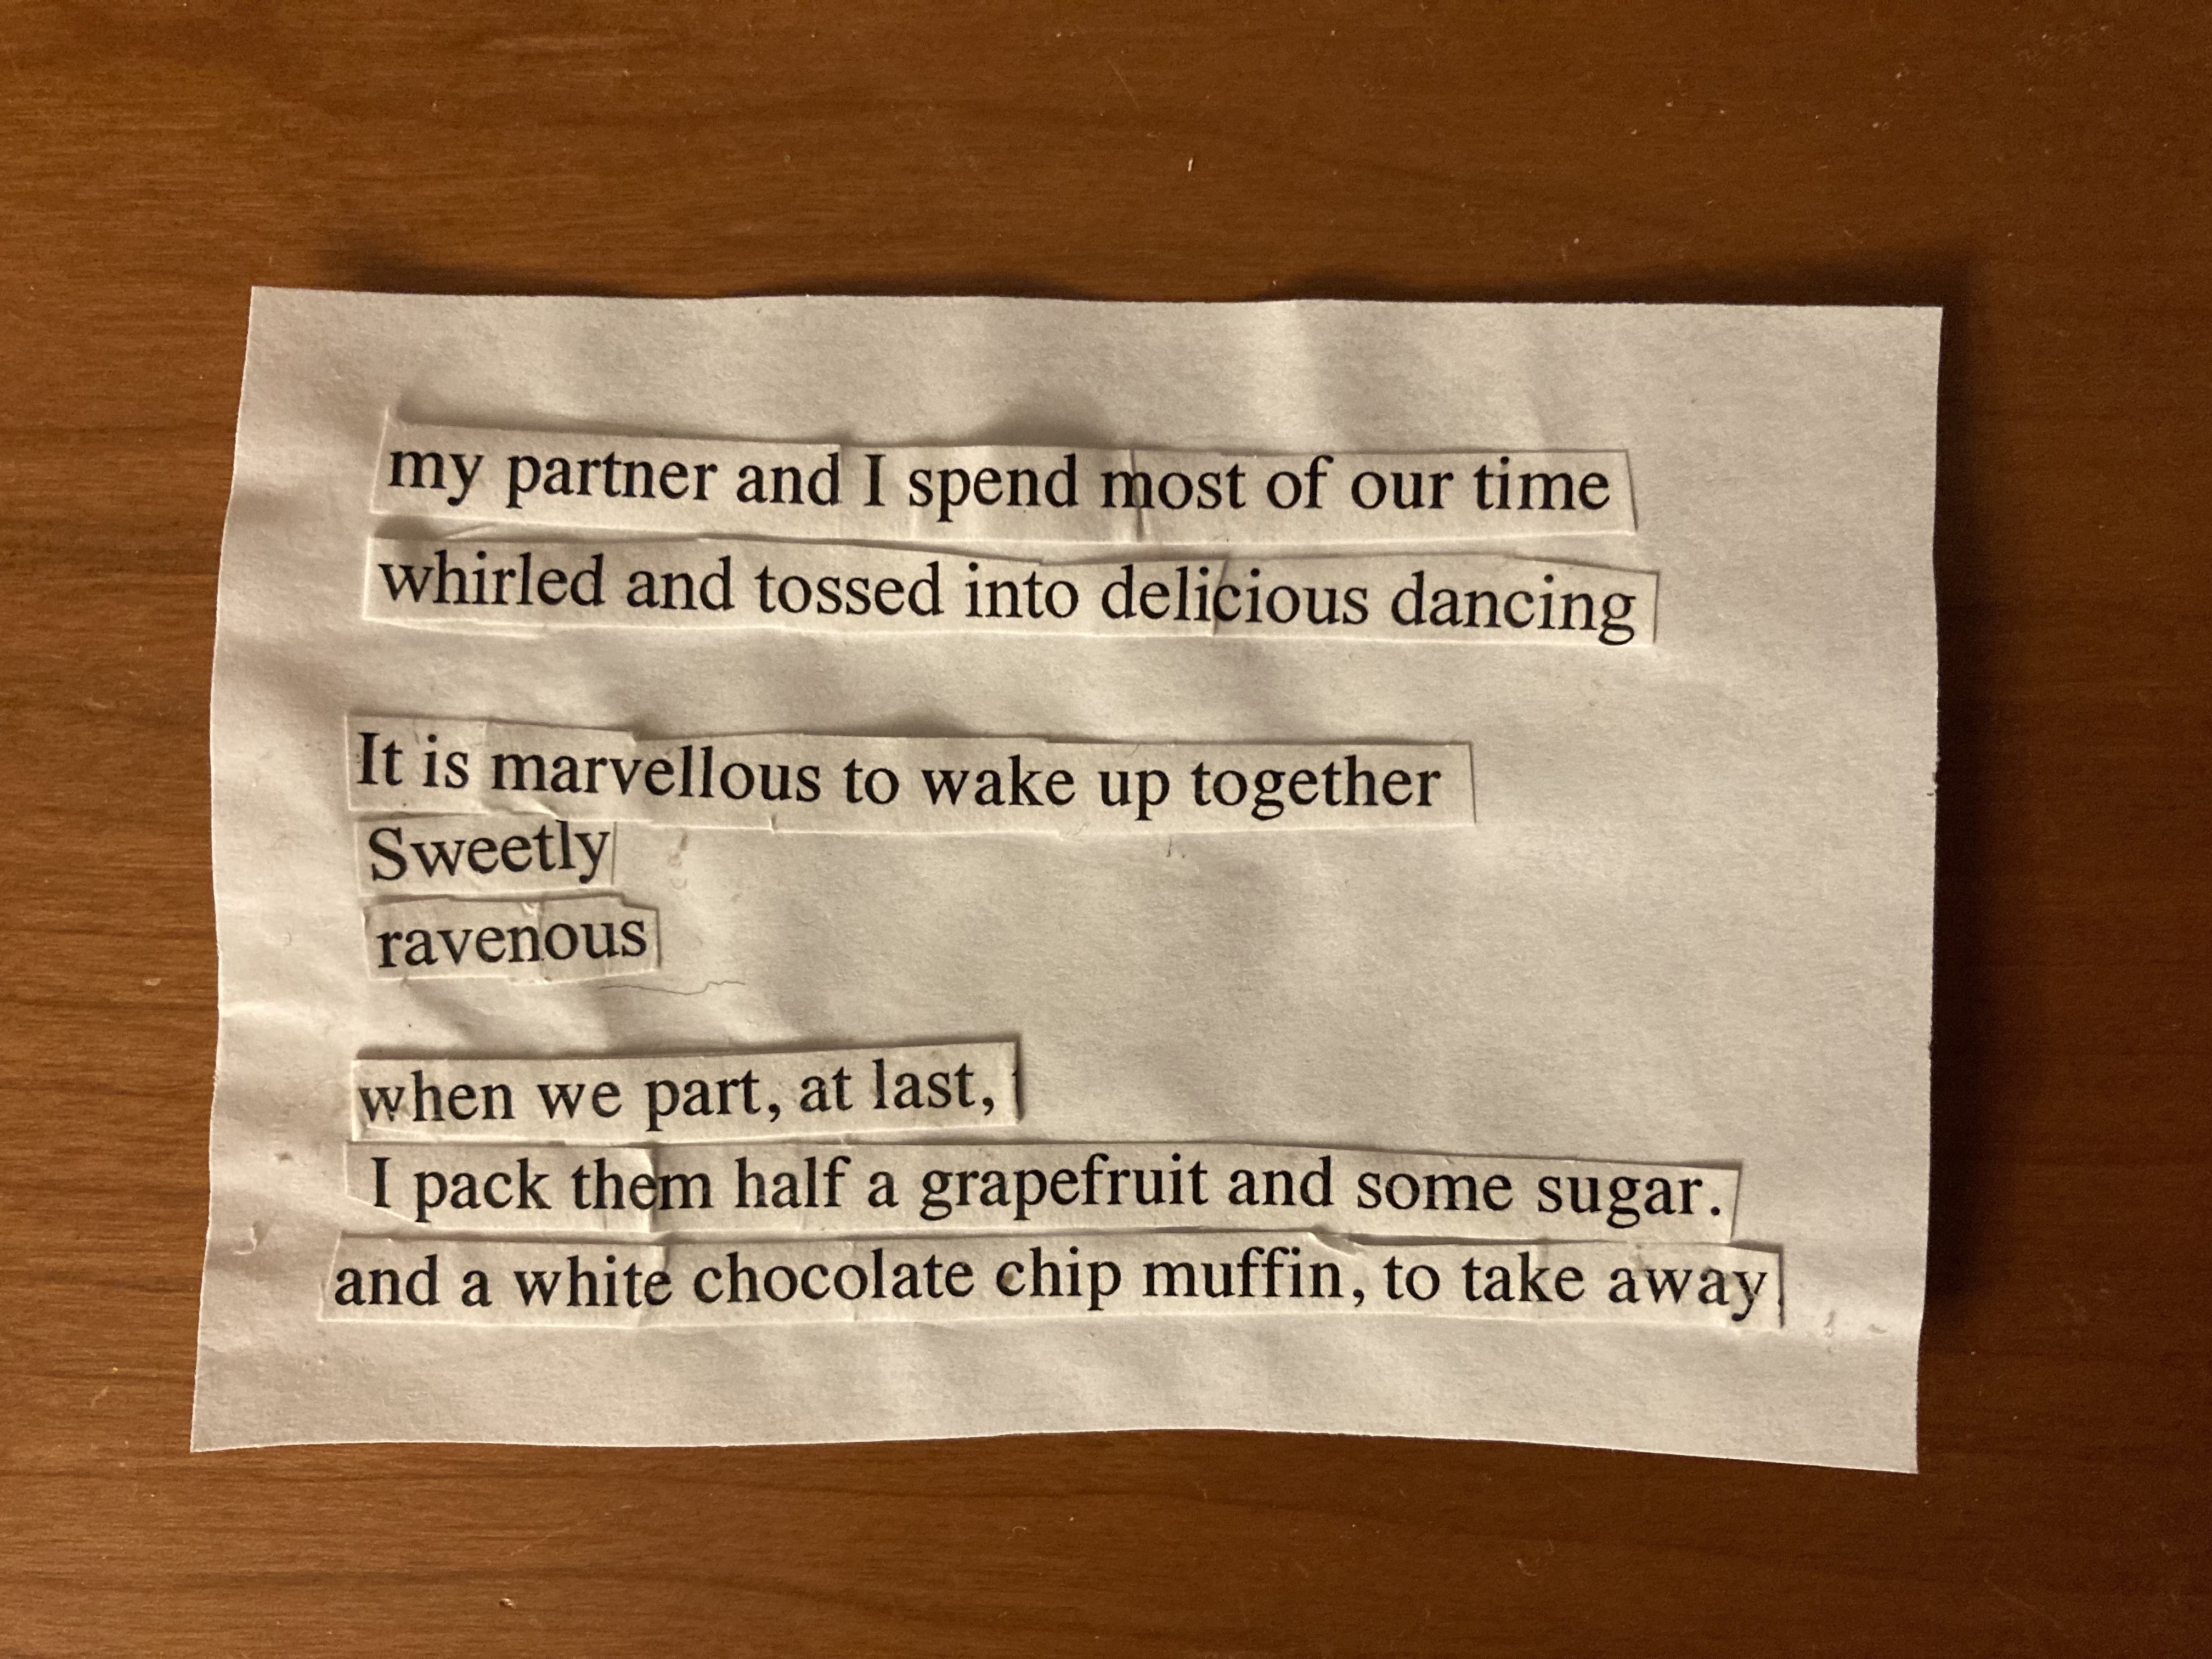 my partner and I spend most of our time
whirled and tossed into delicious dancing
It is marvellous to wake up together
Sweetly
ravenous
when we part, at last,
I pack them half a grapefruit and some sugar.
and a white chocolate chip muffin, to take away